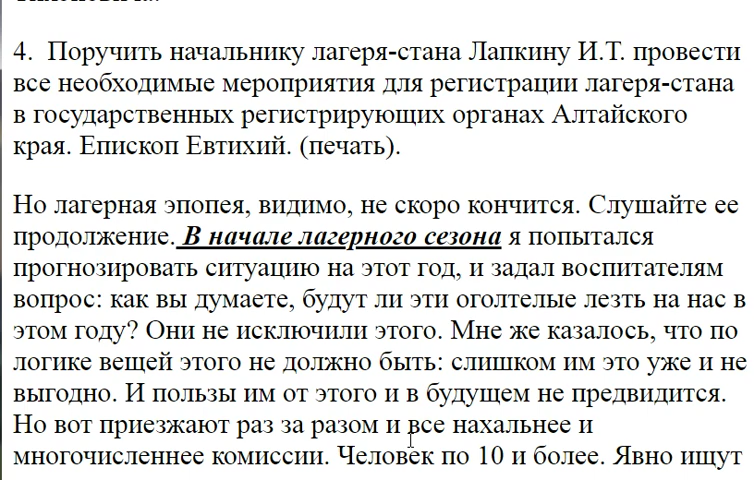 4. Поручить начальнику лагеря-стана Лапкину И.Т. провести
все необходимые мероприятия для регистрации лагеря-стана
в государственных регистрирующих органах Алтайского
края. Епископ Евтихий. (печать).
Но лагерная эпопея, видимо, не скоро кончится. Слушайте ее
продолжение. В начале лагерного сезона я попытался
прогнозировать ситуацию на этот год, и задал воспитателям
вопрос: как вы думаете, будут ли эти оголтелые лезть на нас в
этом году? Они не исключили этого. Мне же казалось, что по
логике вещей этого не должно быть: слишком им это уже и не
выгодно. И пользы им от этого и в будущем не предвидится.
Но вот приезжают раз за разом и все нахальнее и
многочисленнее комиссии. Человек по 10 и более. Явно ищут